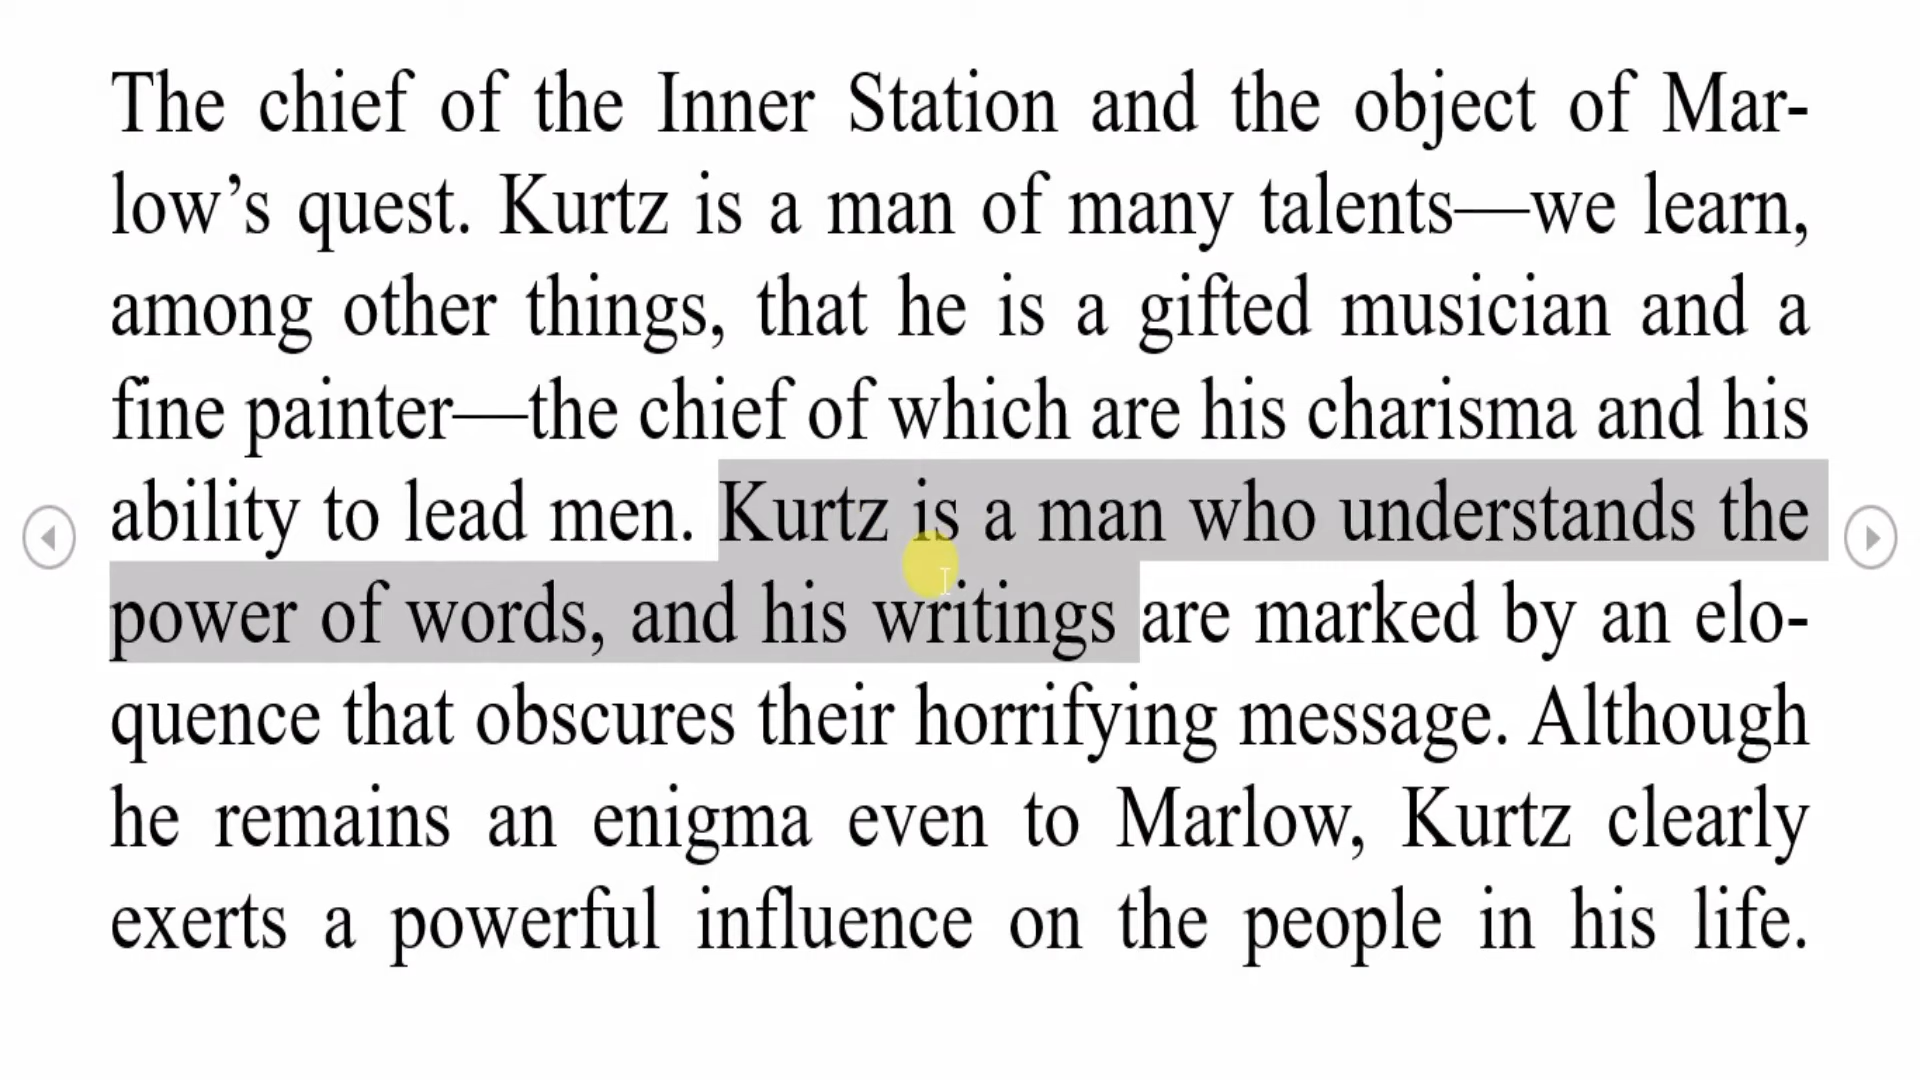 The chief of the Inner Station and the object of Mar-
low’s quest. Kurtz is a man of many talents—we learn,
among other things, that he is a gifted musician and a
fine painter—the chief of which are his charisma and his
ability to lead men. Kurtz is a man who understands the
power of words, and his writings are marked by an elo-
quence that obscures their horrifying message. Although
he remains an enigma even to Marlow, Kurtz clearly
exerts a powerful influence on the people in his life.